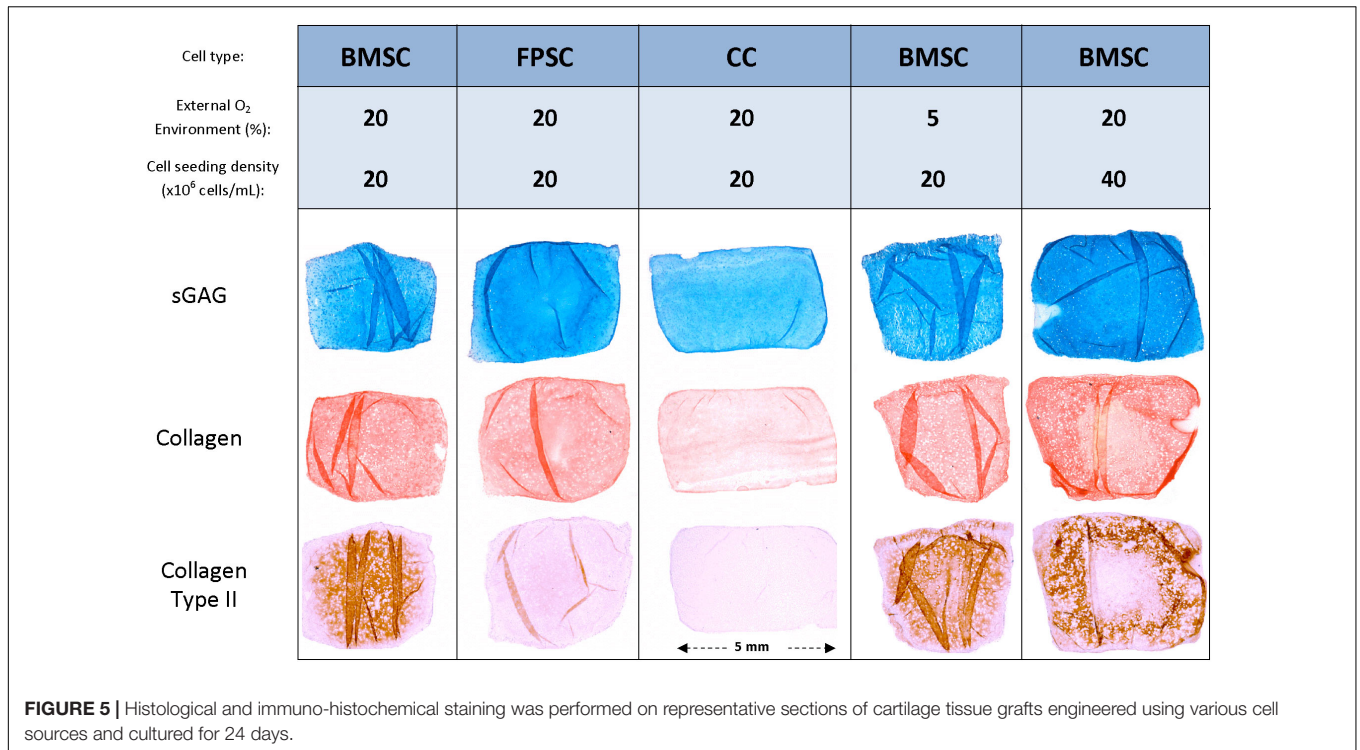 Cell type: BMSC FPSC CC BMSC BMSC
External O₂
Environment (%): 20 20 20 5 20
Cell seeding density
(x10⁶ cells/mL): 20 20 20 20 40
sGAG
Collagen
Collagen
Type II
5 mm
FIGURE 5 | Histological and immuno-histochemical staining was performed on representative sections of cartilage tissue grafts engineered using various cell
sources and cultured for 24 days.